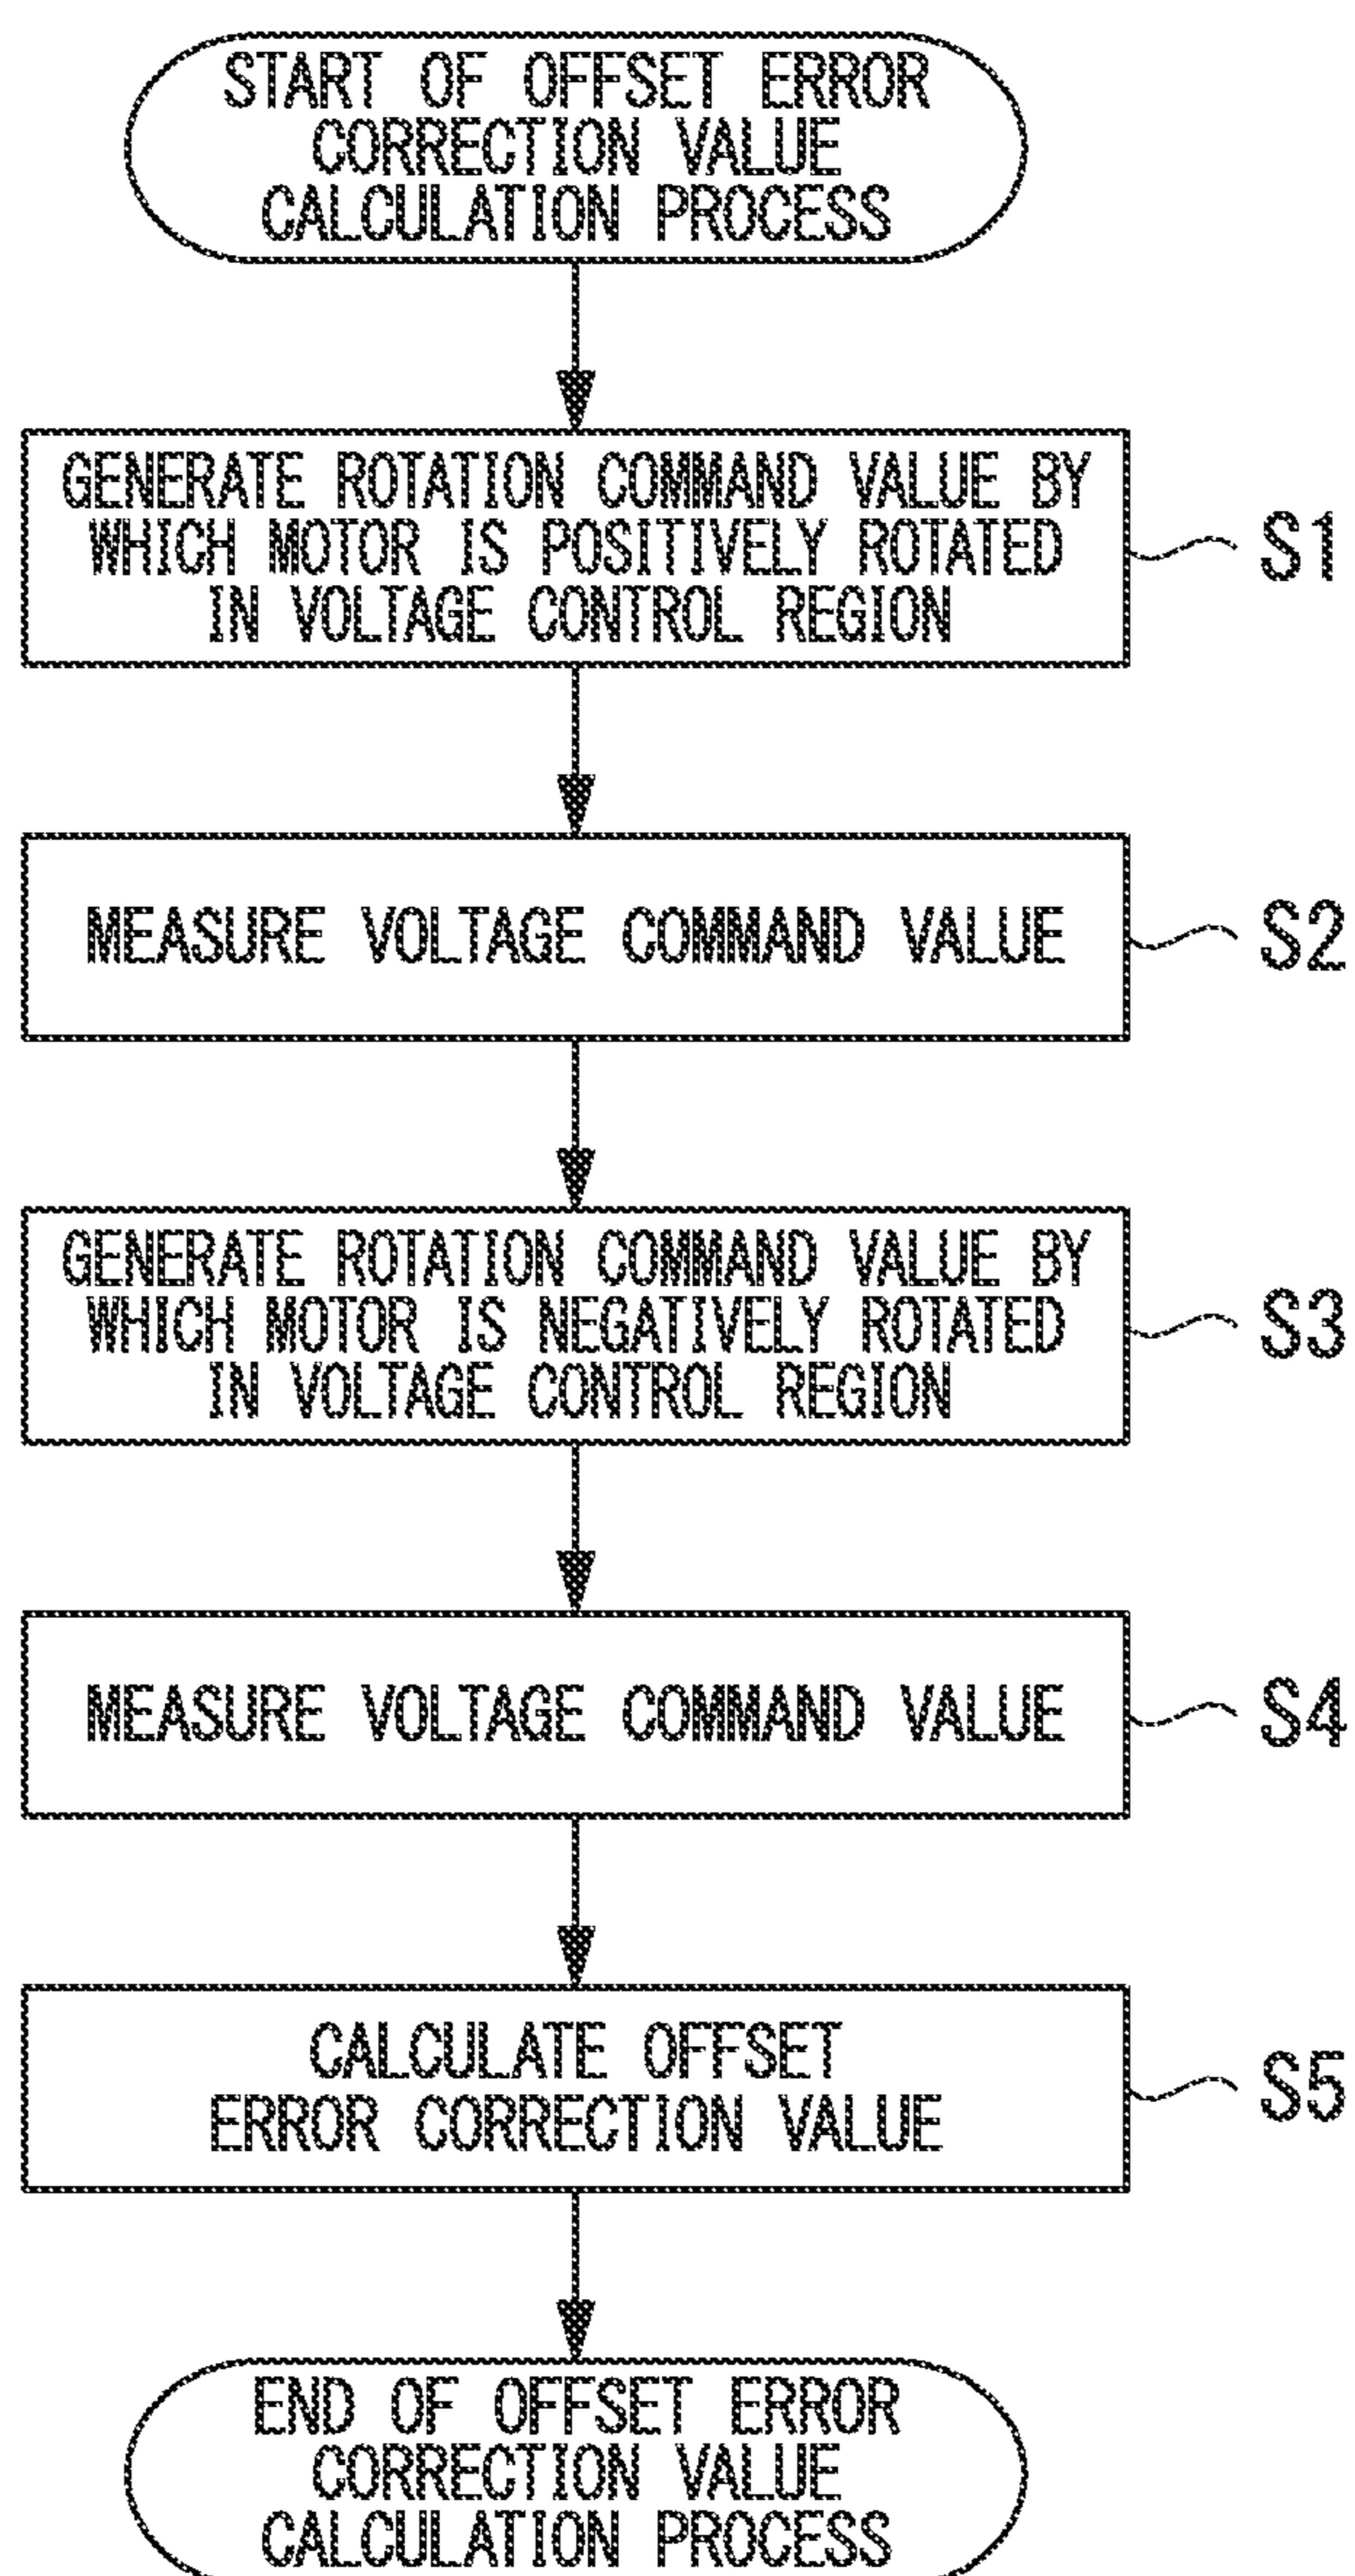 START OF OFFSET ERROR
CORRECTION VALUE
CALCULATION PROCESS
GENERATE ROTATION COMMAND VALUE BY
WHICH MOTOR IS POSITIVELY ROTATED
IN VOLTAGE CONTROL REGION
S1
MEASURE VOLTAGE COMMAND VALUE
S2
GENERATE ROTATION COMMAND VALUE BY
WHICH MOTOR IS NEGATIVELY ROTATED
IN VOLTAGE CONTROL REGION
S3
MEASURE VOLTAGE COMMAND VALUE
S4
CALCULATE OFFSET
ERROR CORRECTION VALUE
S5
END OF OFFSET ERROR
CORRECTION VALUE
CALCULATION PROCESS